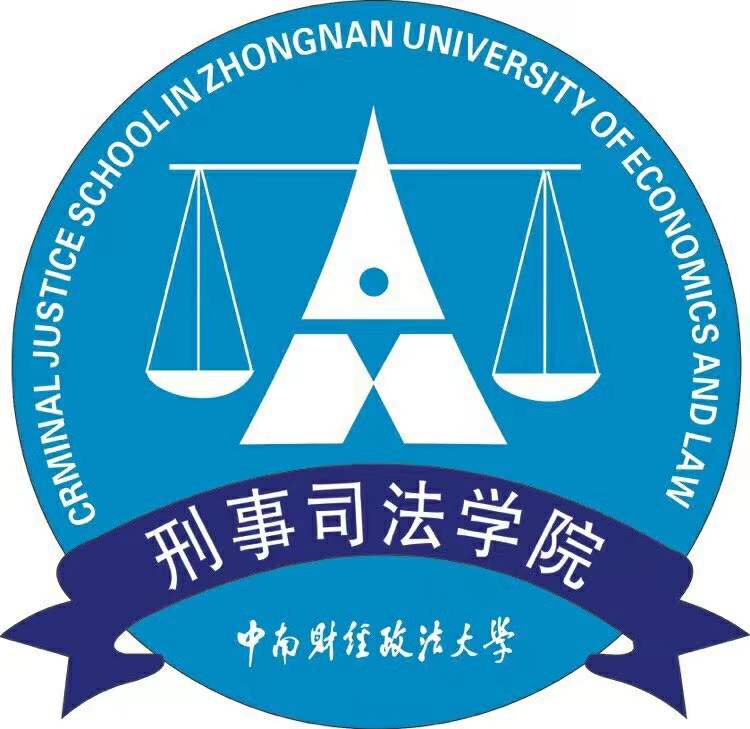 CRMINAL JUSTICE SCHOOL IN ZHONGNAN UNIVERSITY OF ECONOMICS AND LAW
刑事司法学院
中南财经政法大学